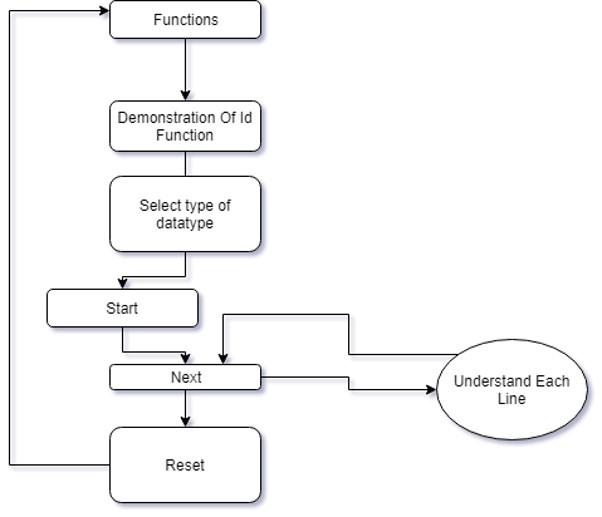 Functions
Demonstration Of Id
Function
Select type of
datatype
Start
Next
Understand Each
Line
Reset